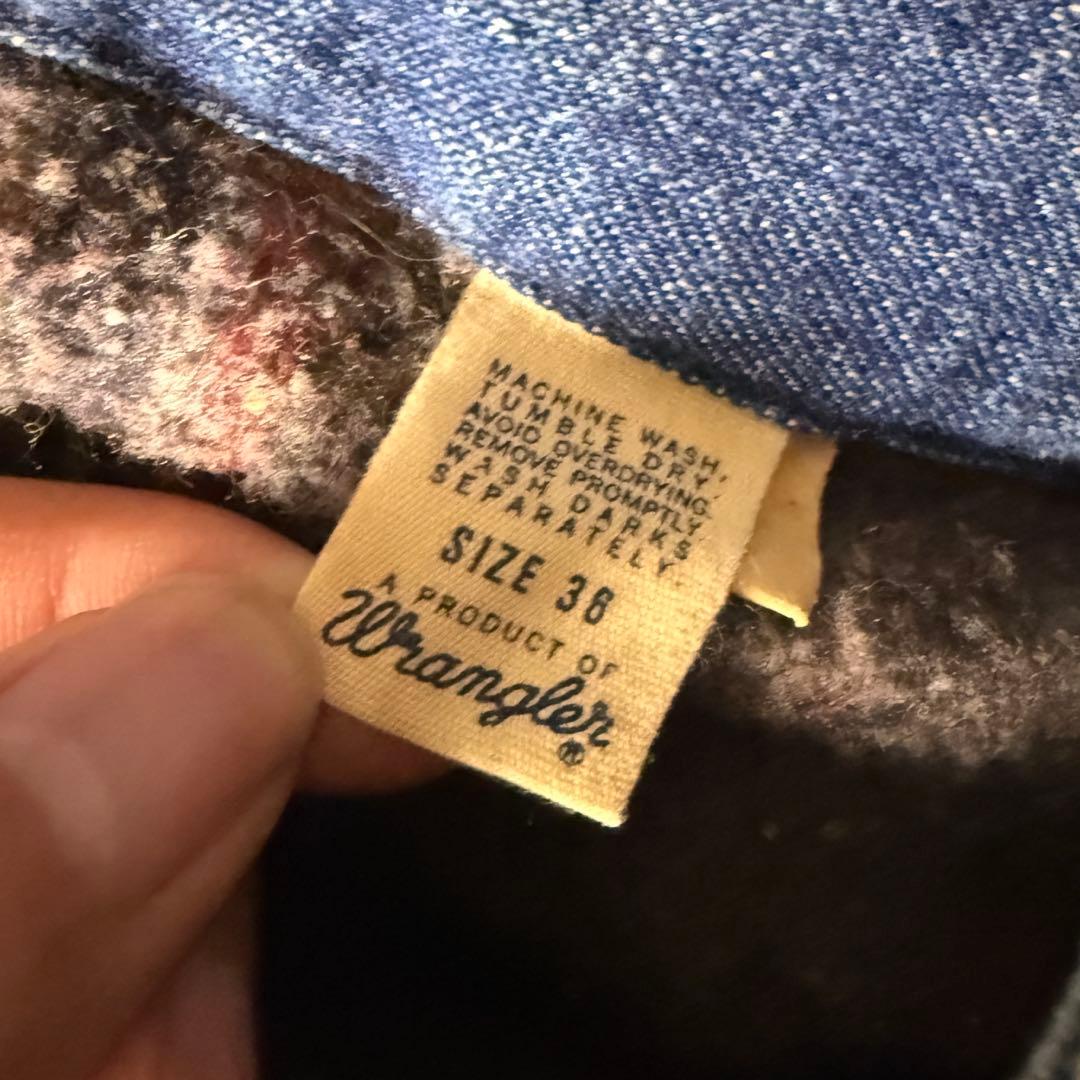 MACHINE WASH,
TUMBLE DRY,
AVOID OVERDRYING,
REMOVE PROMPTLY.
WASH DARKS
SEPARATELY.
SIZE 36
A PRODUCT OF
Wrangler®